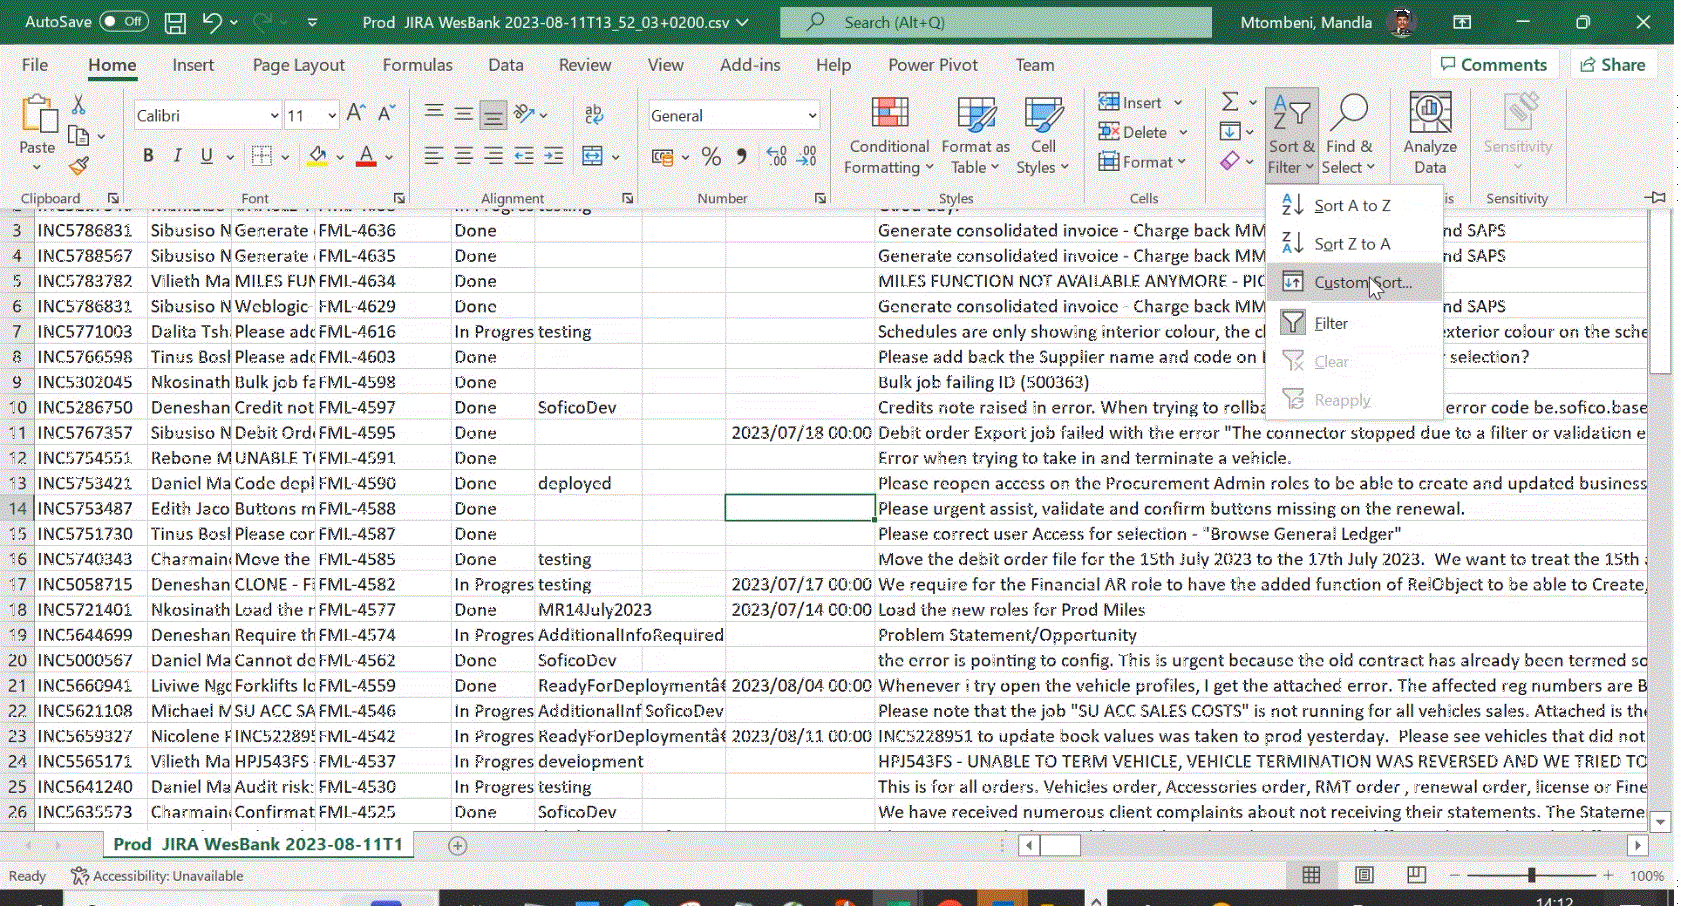 AutoSave Off Prod JIRA WesBank 2023-08-11T13_52_03+0200.csv Search (Alt+Q) Mtombeni, Mandla
File Home Insert Page Layout Formulas Data Review View Add-ins Help Power Pivot Team Comments Share
Paste Calibri 11 General Conditional Formatting Format as Table Cell Styles Insert Delete Format Sort & Filter Find & Select Analyze Data Sensitivity
Clipboard Font Alignment Number Styles Cells is Sensitivity
Sort A to Z
Sort Z to A
Custom Sort...
Filter
Clear
Reapply
3 INC5786831 Sibusiso N Generate FML-4636 Done Generate consolidated invoice - Charge back MM nd SAPS
4 INC5788567 Sibusiso N Generate FML-4635 Done Generate consolidated invoice - Charge back MM nd SAPS
5 INC5783782 Vilieth Ma MILES FUN FML-4634 Done MILES FUNCTION NOT AVAILABLE ANYMORE - PIC
6 INC5786831 Sibusiso N Weblogic- FML-4629 Done Generate consolidated invoice - Charge back MM nd SAPS
7 INC5771003 Dalita Tsh Please add FML-4616 In Progres testing Schedules are only showing interior colour, the cl exterior colour on the sche
8 INC5766598 Tinus Bosl Please add FML-4603 Done Please add back the Supplier name and code on selection?
9 INC5302045 Nkosinath Bulk job fa FML-4598 Done Bulk job failing ID (500363)
10 INC5286750 Deneshan Credit not FML-4597 Done SoficoDev Credits note raised in error. When trying to rollba error code be.sofico.base
11 INC5767357 Sibusiso N Debit Ord FML-4595 Done 2023/07/18 00:00 Debit order Export job failed with the error "The connector stopped due to a filter or validation e
12 INC5754551 Rebone M UNABLE T FML-4591 Done Error when trying to take in and terminate a vehicle.
13 INC5753421 Daniel Ma Code depl FML-4590 Done deployed Please reopen access on the Procurement Admin roles to be able to create and updated business
14 INC5753487 Edith Jaco Buttons m FML-4588 Done Please urgent assist, validate and confirm buttons missing on the renewal.
15 INC5751730 Tinus Bosl Please cor FML-4587 Done Please correct user Access for selection - "Browse General Ledger"
16 INC5740343 Charmain Move the FML-4585 Done testing Move the debit order file for the 15th July 2023 to the 17th July 2023. We want to treat the 15th
17 INC5058715 Deneshan CLONE - Fi FML-4582 In Progres testing 2023/07/17 00:00 We require for the Financial AR role to have the added function of RelObject to be able to Create,
18 INC5721401 Nkosinath Load the r FML-4577 Done MR14July2023 2023/07/14 00:00 Load the new roles for Prod Miles
19 INC5644699 Deneshan Require th FML-4574 In Progres AdditionalInfoRequired Problem Statement/Opportunity
20 INC5000567 Daniel Ma Cannot de FML-4562 Done SoficoDev the error is pointing to config. This is urgent because the old contract has already been termed so
21 INC5660941 Liviwe Ngc Forklifts lo FML-4559 Done ReadyForDeploymentâ€ 2023/08/04 00:00 Whenever i try open the vehicle profiles, I get the attached error. The affected reg numbers are B
22 INC5621108 Michael M SU ACC SA FML-4546 In Progres AdditionalInf SoficoDev Please note that the job "SU ACC SALES COSTS" is not running for all vehicles sales. Attached is the
23 INC5659327 Nicolene F INC522895 FML-4542 In Progres ReadyForDeploymentâ€ 2023/08/11 00:00 INC5228951 to update book values was taken to prod yesterday. Please see vehicles that did not
24 INC5565171 Vilieth Ma HPJ543FS - FML-4537 In Progres development HPJ543FS - UNABLE TO TERM VEHICLE, VEHICLE TERMINATION WAS REVERSED AND WE TRIED TO
25 INC5641240 Daniel Ma Audit risk: FML-4530 In Progres testing This is for all orders. Vehicles order, Accessories order, RMT order , renewal order, license or Fine
26 INC5635573 Charmain Confirmat FML-4525 Done SoficoDev We have received numerous client complaints about not receiving their statements. The Stateme
Prod JIRA WesBank 2023-08-11T1
Ready Accessibility: Unavailable 100%
14:12